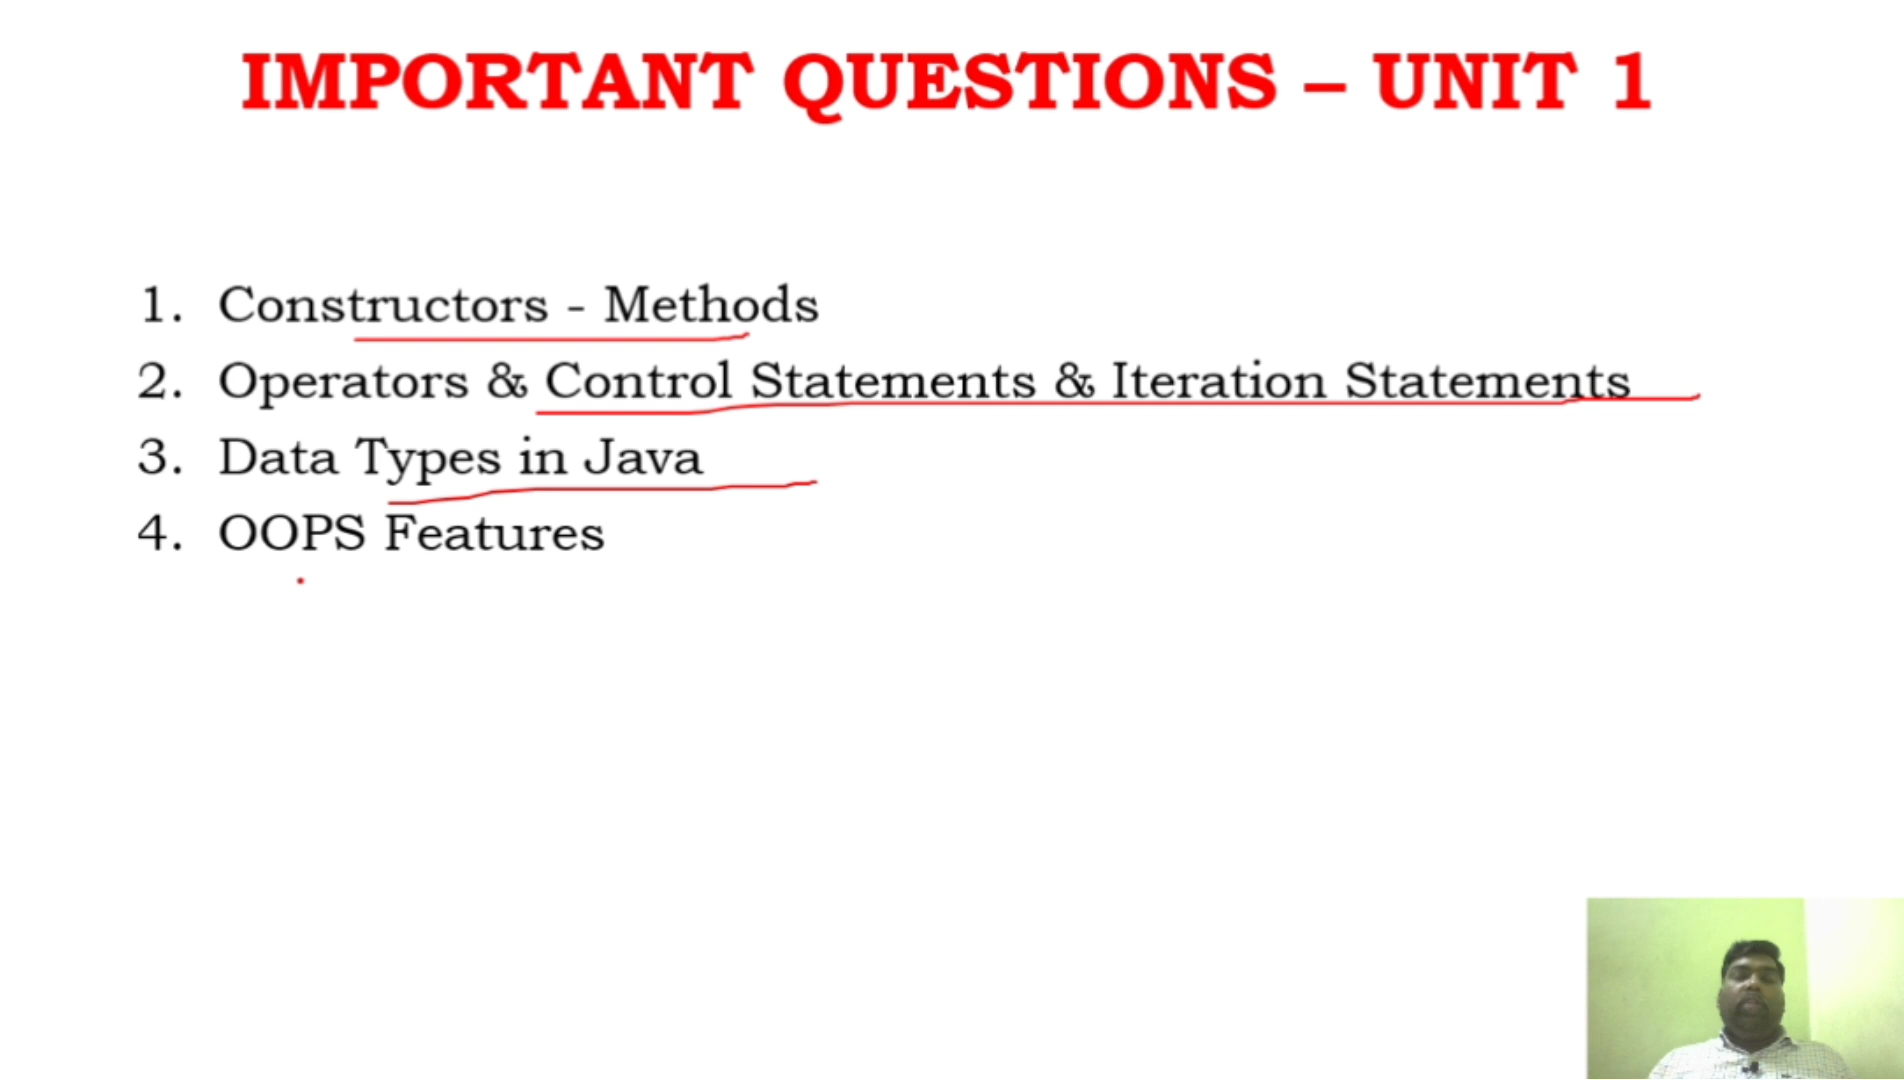 IMPORTANT QUESTIONS – UNIT 1
1. Constructors - Methods
2. Operators & Control Statements & Iteration Statements
3. Data Types in Java
4. OOPS Features